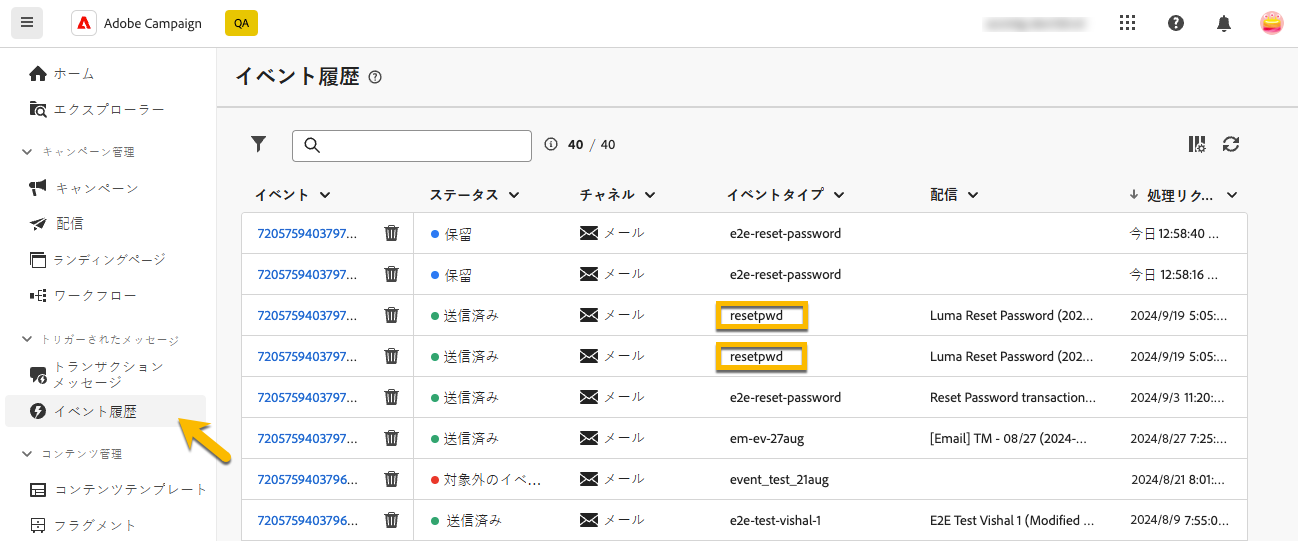 Adobe Campaign QA
ホーム
エクスプローラー
キャンペーン管理
キャンペーン
配信
ランディングページ
ワークフロー
トリガーされたメッセージ
トランザクション
メッセージ
イベント履歴
コンテンツ管理
コンテンツテンプレート
フラグメント
イベント履歴
40 / 40
イベント ステータス チャネル イベントタイプ 配信 処理リク...
7205759403797... 保留 メール e2e-reset-password 今日 12:58:40 ...
7205759403797... 保留 メール e2e-reset-password 今日 12:58:16 ...
7205759403797... 送信済み メール resetpwd Luma Reset Password (202... 2024/9/19 5:05:...
7205759403797... 送信済み メール resetpwd Luma Reset Password (202... 2024/9/19 5:05:...
7205759403797... 送信済み メール e2e-reset-password Reset Password transaction... 2024/9/3 11:20:...
7205759403797... 送信済み メール em-ev-27aug [Email] TM - 08/27 (2024-... 2024/8/27 7:25:...
7205759403796... 対象外のイベ... メール event_test_21aug 2024/8/21 8:01:...
7205759403796... 送信済み メール e2e-test-vishal-1 E2E Test Vishal 1 (Modified ... 2024/8/9 7:55:0...